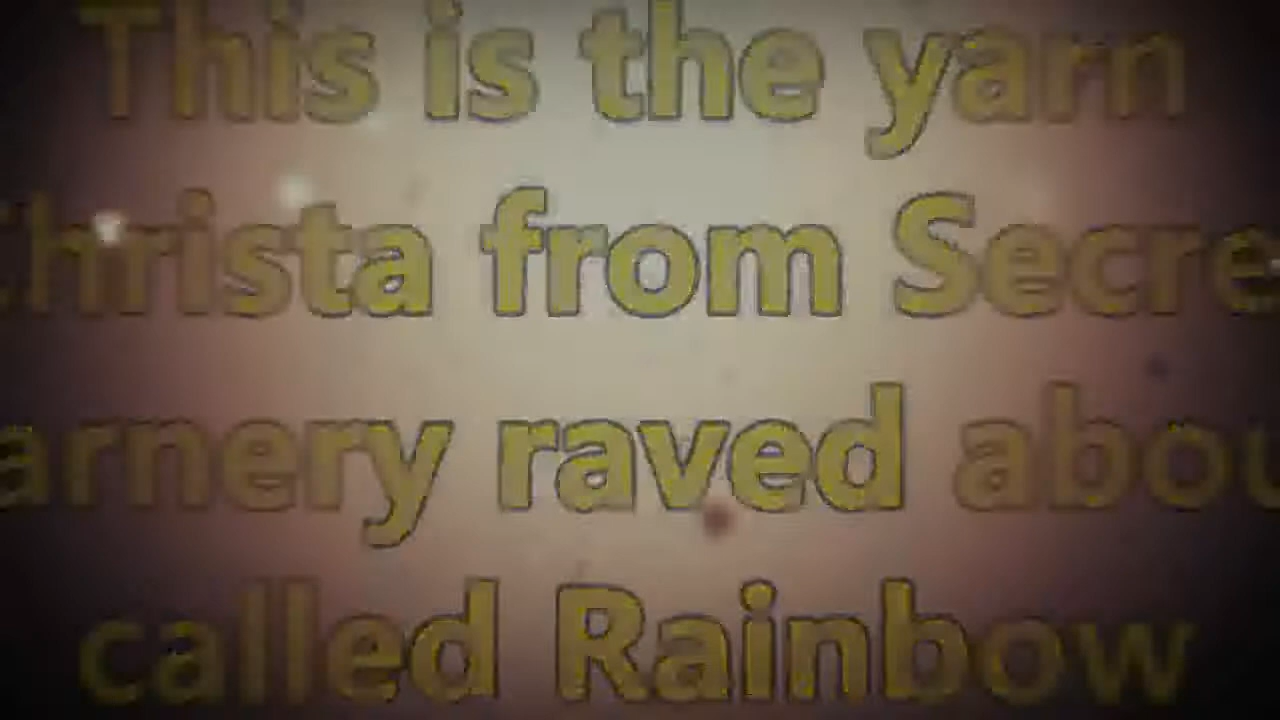 This is the yarn
Christa from Secre
arnery raved abou
called Rainbow